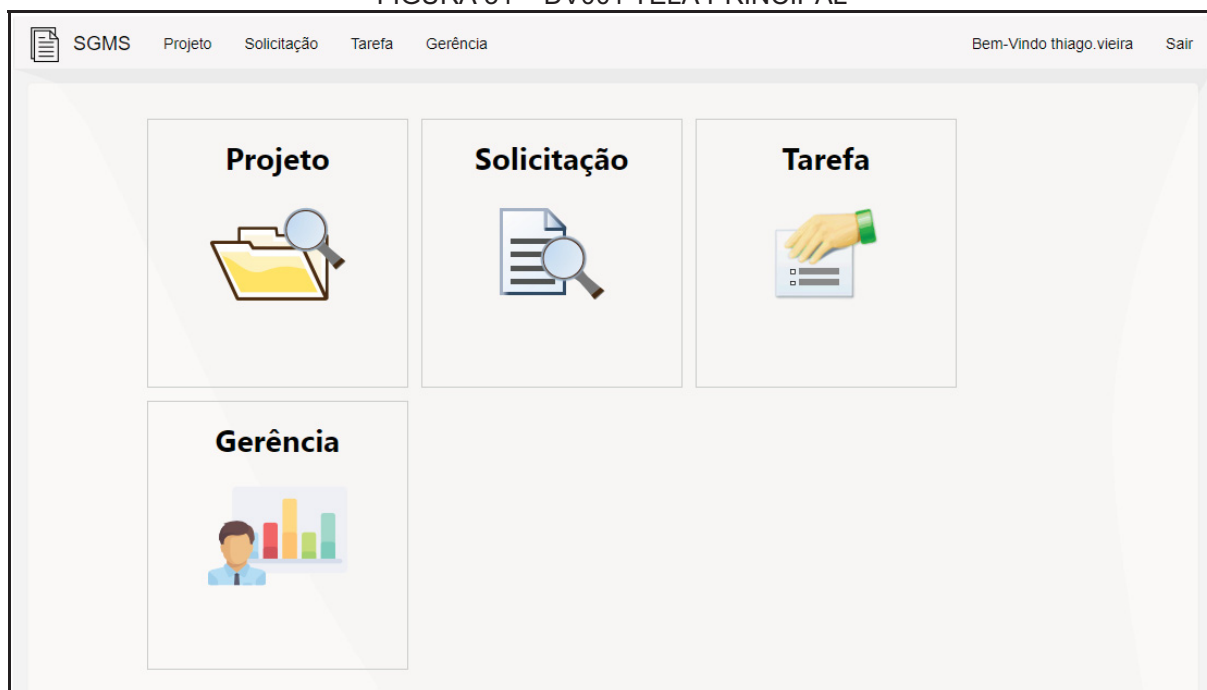 SGMS Projeto Solicitação Tarefa Gerência Bem-Vindo thiago.vieira Sair
Projeto Solicitação Tarefa
Gerência